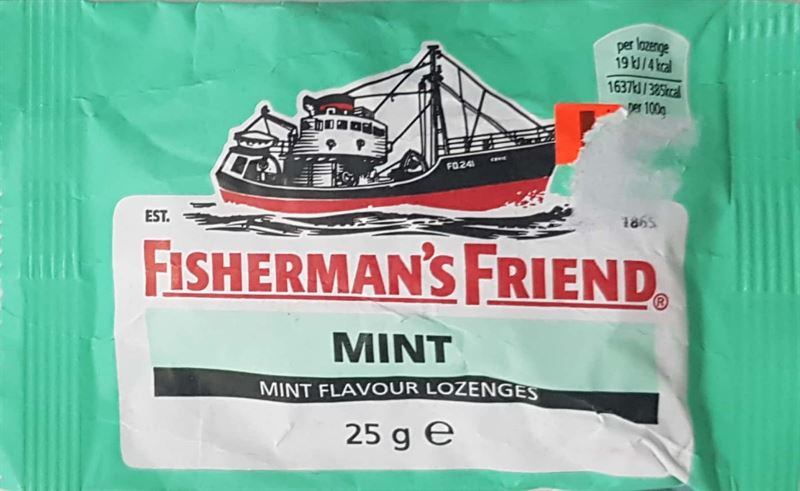 per lozenge
19 kJ / 4 kcal
1637kJ / 385kcal
per 100g
FD.241
EST.
1865
FISHERMAN'S FRIEND®
MINT
MINT FLAVOUR LOZENGES
25 g ℮